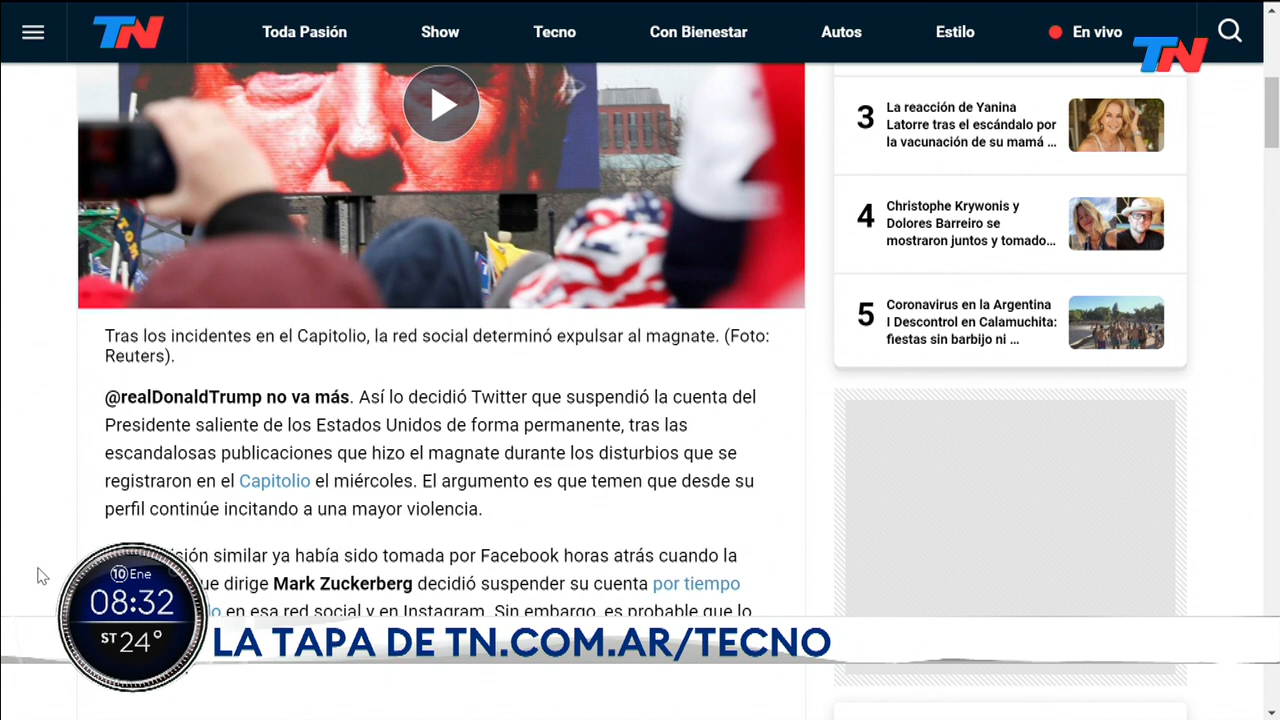 TN
Toda Pasión
Show
Tecno
Con Bienestar
Autos
Estilo
En vivo
TN
3
La reacción de Yanina
Latorre tras el escándalo por
la vacunación de su mamá ...
4
Christophe Krywonis y
Dolores Barreiro se
mostraron juntos y tomado...
5
Coronavirus en la Argentina
I Descontrol en Calamuchita:
fiestas sin barbijo ni ...
Tras los incidentes en el Capitolio, la red social determinó expulsar al magnate. (Foto:
Reuters).
@realDonaldTrump no va más. Así lo decidió Twitter que suspendió la cuenta del
Presidente saliente de los Estados Unidos de forma permanente, tras las
escandalosas publicaciones que hizo el magnate durante los disturbios que se
registraron en el Capitolio el miércoles. El argumento es que temen que desde su
perfil continúe incitando a una mayor violencia.
similar ya había sido tomada por Facebook horas atrás cuando la
dirige Mark Zuckerberg decidió suspender su cuenta por tiempo
en esa red social y en Instagram. Sin embargo, es probable que lo
10 Ene
08:32
ST 24°
LA TAPA DE TN.COM.AR/TECNO